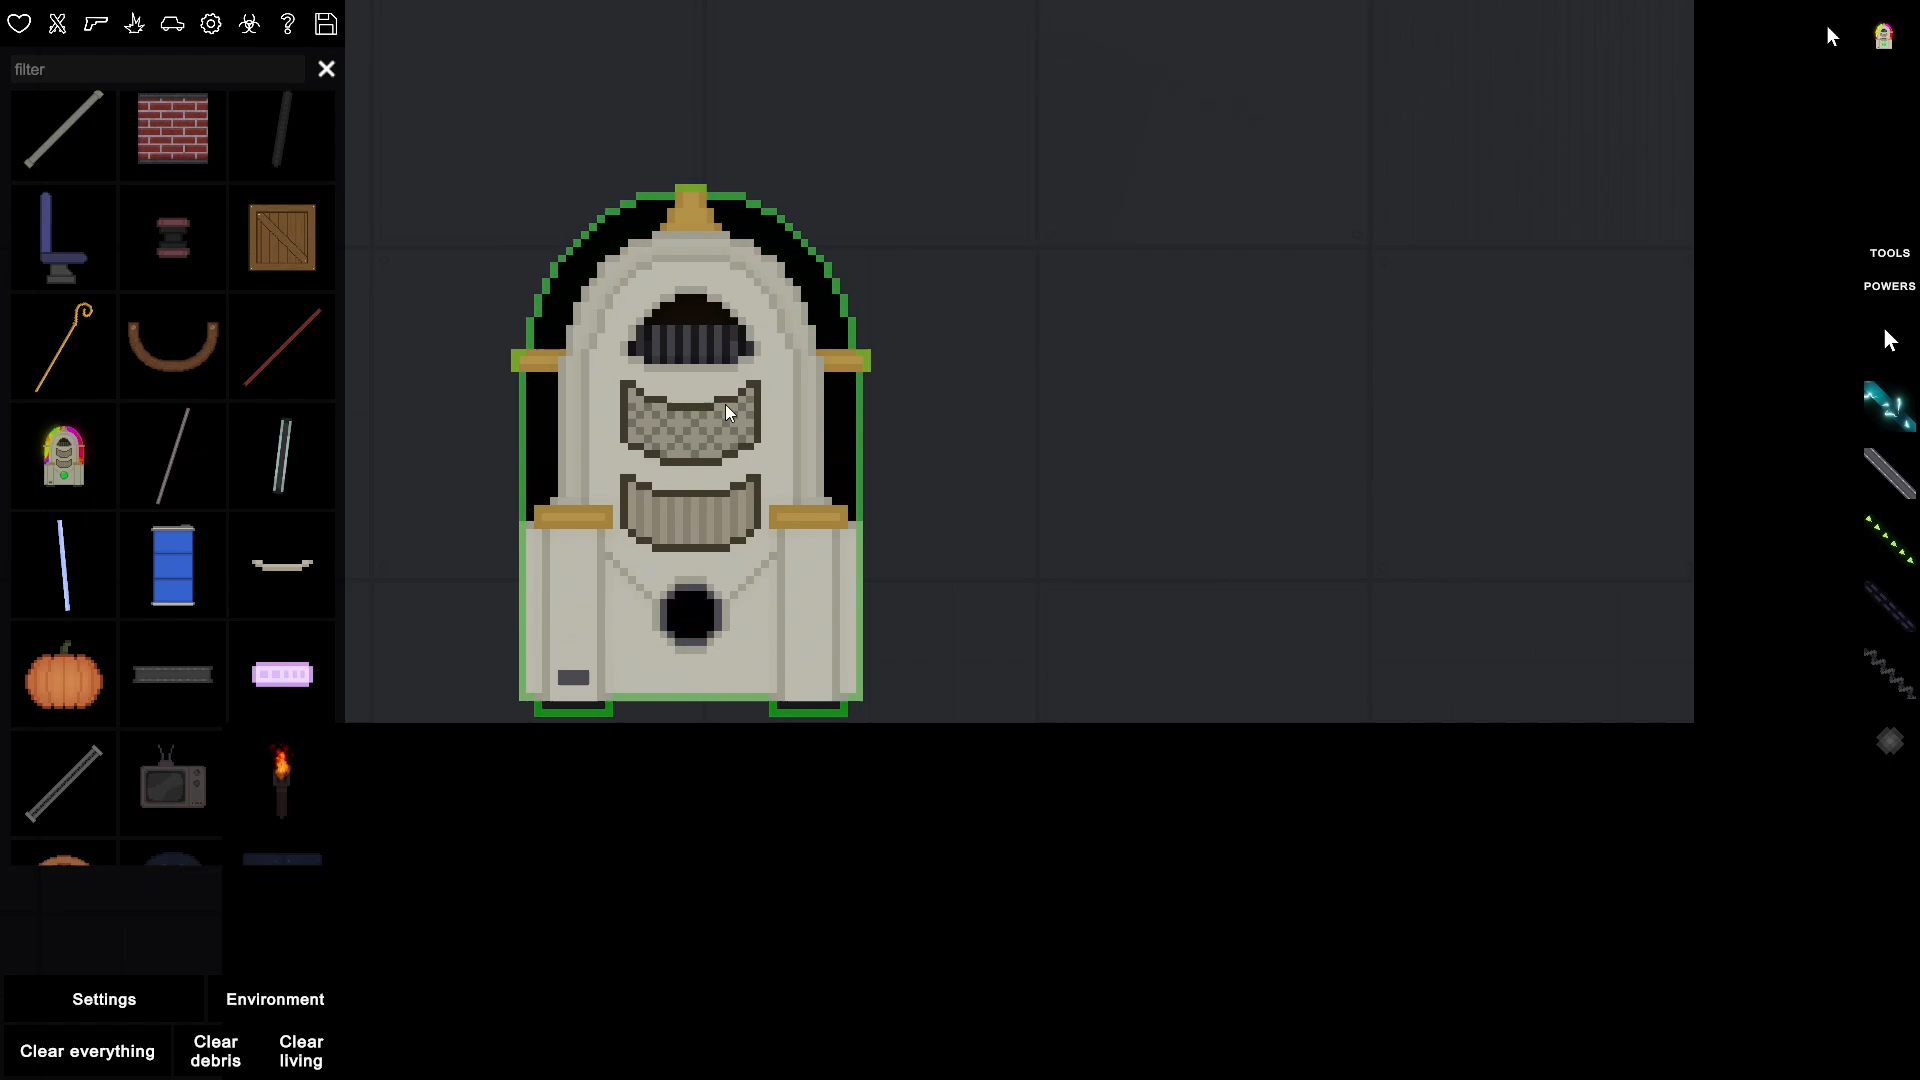 filter
TOOLS
POWERS
Settings
Environment
Clear everything
Clear
debris
Clear
living